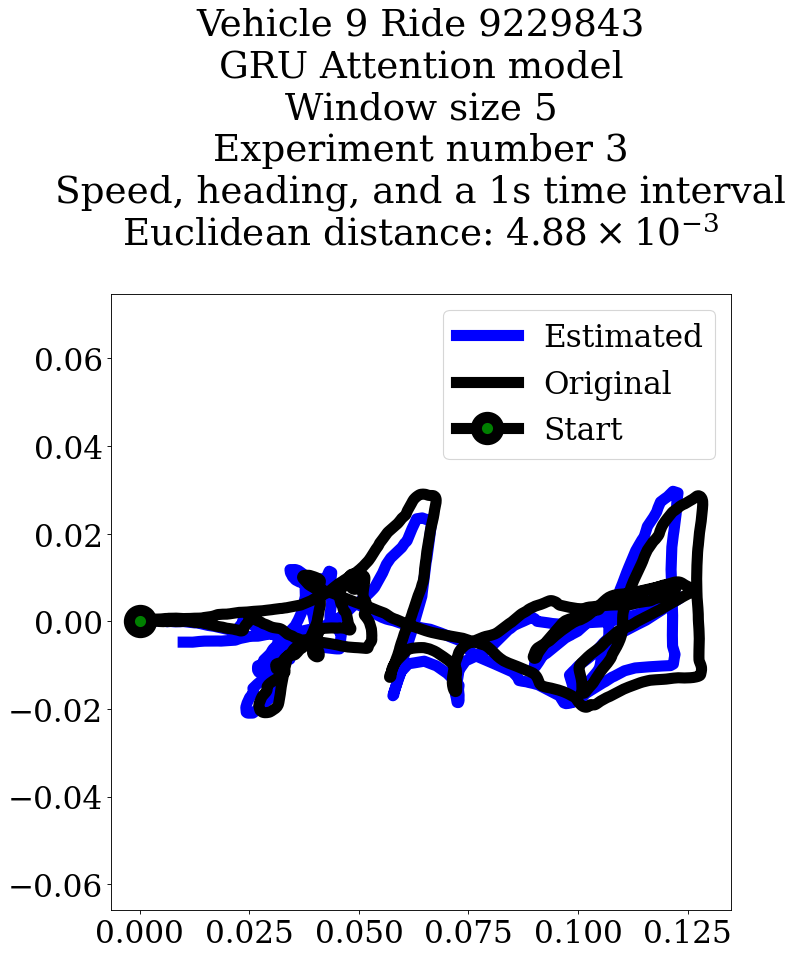 Vehicle 9 Ride 9229843
GRU Attention model
Window size 5
Experiment number 3
Speed, heading, and a 1s time interval
Euclidean distance: 4.88 × 10⁻³
Estimated
Original
Start
0.06
0.04
0.02
0.00
−0.02
−0.04
−0.06
0.000 0.025 0.050 0.075 0.100 0.125